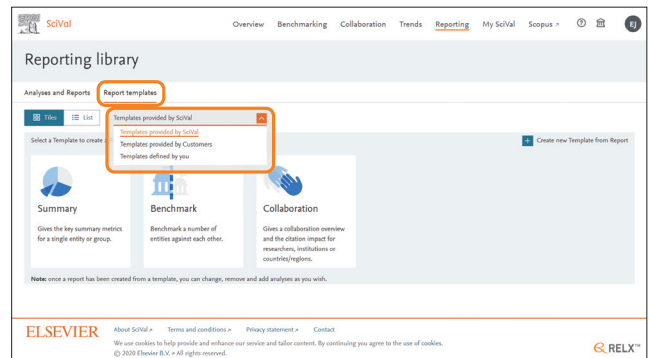 SciVal
Overview Benchmarking Collaboration Trends Reporting My SciVal Scopus ↗ ? EJ
Reporting library
Analyses and Reports Report templates
Tiles List Templates provided by SciVal
Templates provided by SciVal
Templates provided by Customers
Templates defined by you
Select a Template to create
+ Create new Template from Report
Summary
Gives the key summary metrics
for a single entity or group.
Benchmark
Benchmark a number of
entities against each other.
Collaboration
Gives a collaboration overview
and the citation impact for
researchers, institutions or
countries/regions.
Note: once a report has been created from a template, you can change, remove and add analyses as you wish.
ELSEVIER
About SciVal ↗ Terms and conditions ↗ Privacy statement ↗ Contact
We use cookies to help provide and enhance our service and tailor content. By continuing you agree to the use of cookies.
© 2020 Elsevier B.V. ↗ All rights reserved.
RELX™